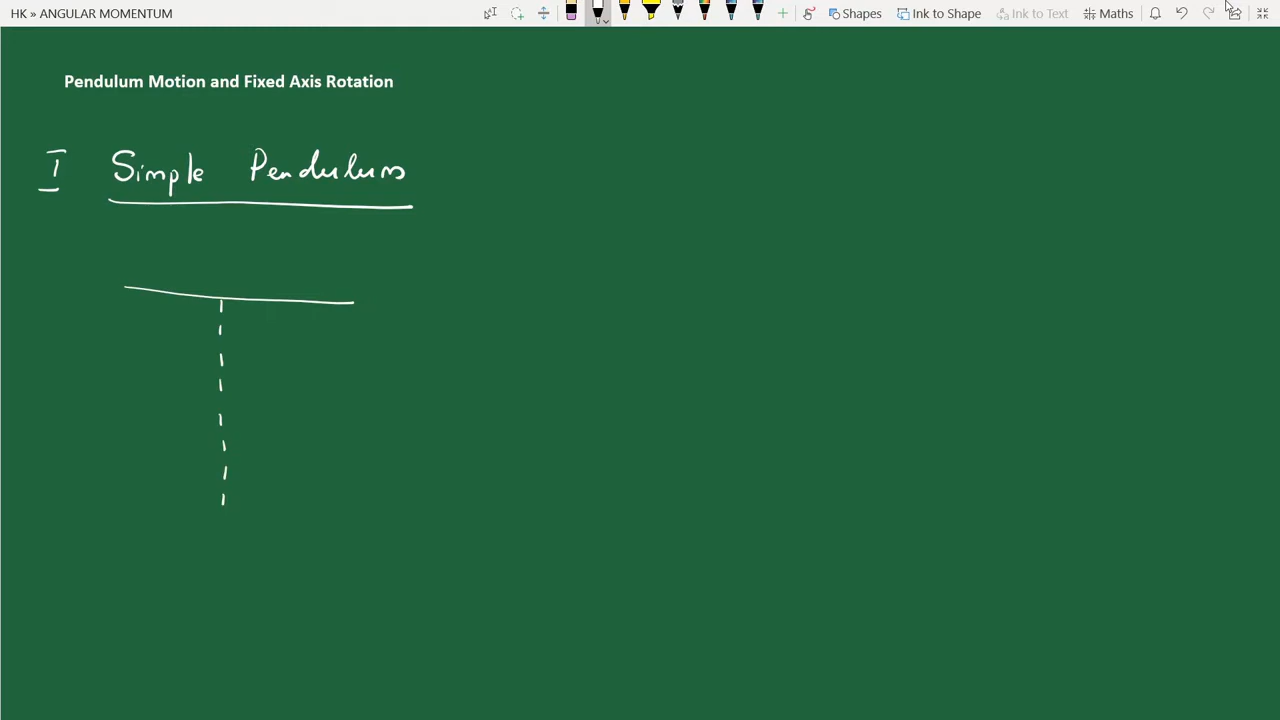 HK » ANGULAR MOMENTUM
Shapes Ink to Shape Ink to Text Maths
Pendulum Motion and Fixed Axis Rotation
I Simple Pendulum